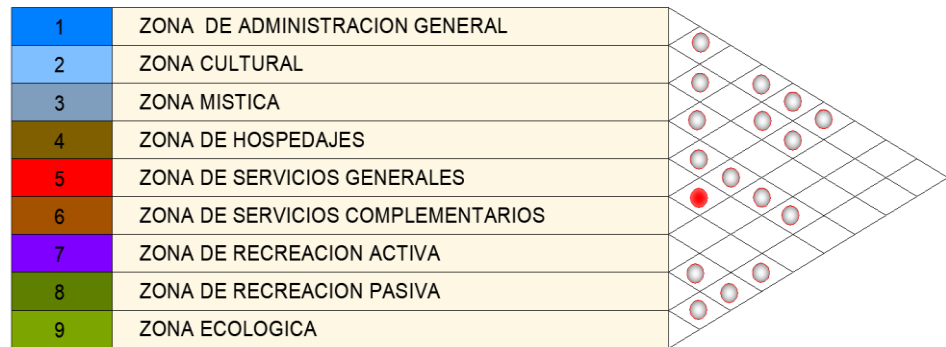 1 ZONA DE ADMINISTRACION GENERAL
2 ZONA CULTURAL
3 ZONA MISTICA
4 ZONA DE HOSPEDAJES
5 ZONA DE SERVICIOS GENERALES
6 ZONA DE SERVICIOS COMPLEMENTARIOS
7 ZONA DE RECREACION ACTIVA
8 ZONA DE RECREACION PASIVA
9 ZONA ECOLOGICA